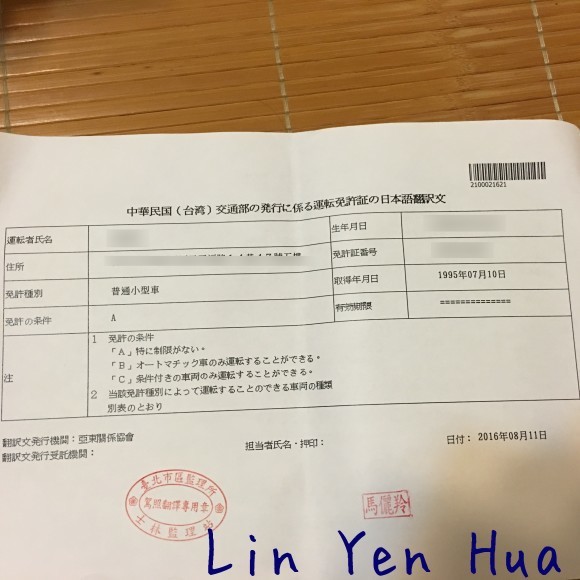 2100021621
中華民国（台湾）交通部の発行に係る運転免許証の日本語翻訳文
運転者氏名
生年月日
住所
免許証番号
免許種別 普通小型車
取得年月日 1995年07月10日
免許の条件 A
有効期限 ==============
注
1 免許の条件
「A」特に制限がない。
「B」オートマチック車のみ運転することができる。
「C」条件付きの車両のみ運転することができる。
2 当該免許種別によって運転することのできる車両の種類
別表のとおり
翻訳文発行機関：亞東關係協會
担当者氏名・押印：
日付：2016年08月11日
翻訳文発行受託機関：
臺北市區監理所
駕照翻譯專用章
士林監理站
馬儷羚
Lin Yen Hua